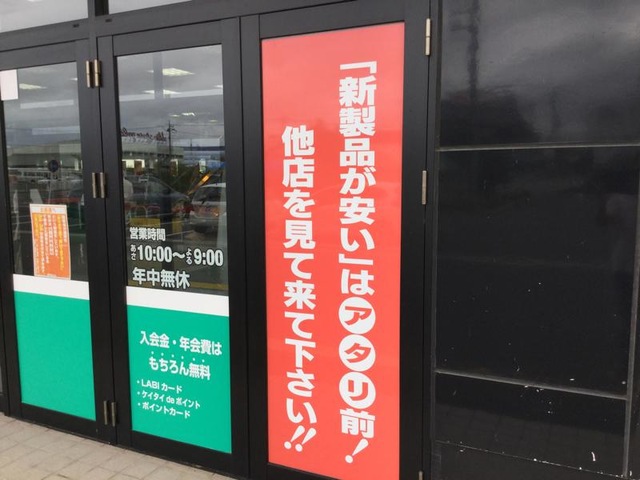 「新製品が安い」はアタリ前！
他店を見て来て下さい!!
営業時間
あさ10:00～よる9:00
年中無休
入会金・年会費は
もちろん無料
・LABIカード
・ケイタイdeポイント
・ポイントカード